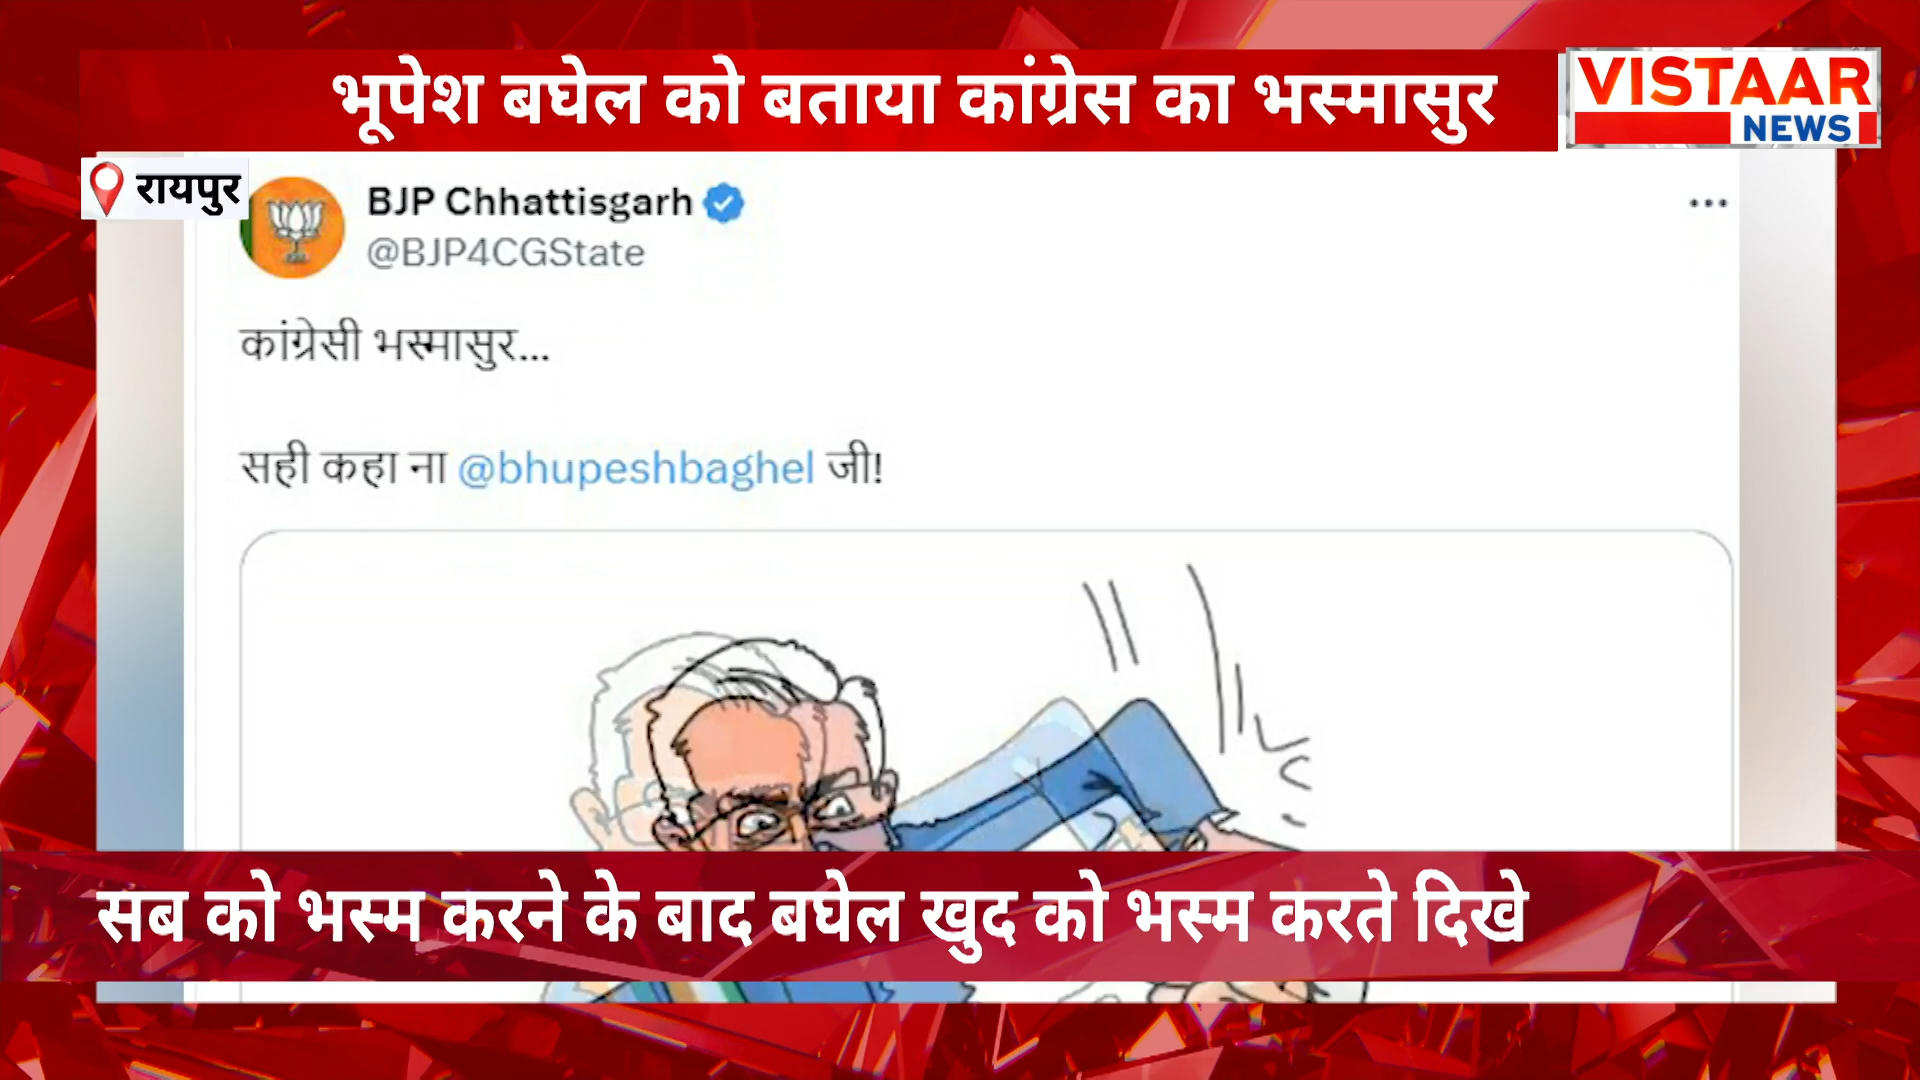 भूपेश बघेल को बताया कांग्रेस का भस्मासुर
VISTAAR
NEWS
रायपुर
BJP Chhattisgarh
@BJP4CGState
कांग्रेसी भस्मासुर...
सही कहा ना @bhupeshbaghel जी!
सब को भस्म करने के बाद बघेल खुद को भस्म करते दिखे